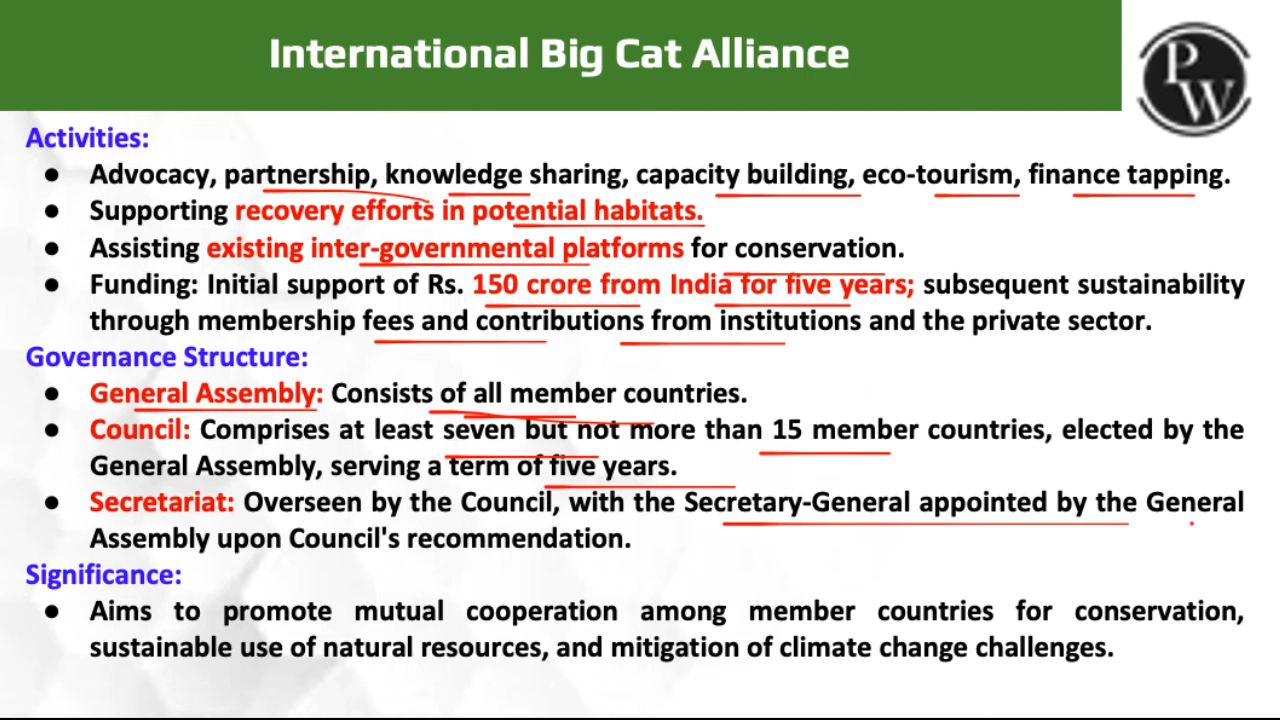 International Big Cat Alliance
PW
Activities:
● Advocacy, partnership, knowledge sharing, capacity building, eco-tourism, finance tapping.
● Supporting recovery efforts in potential habitats.
● Assisting existing inter-governmental platforms for conservation.
● Funding: Initial support of Rs. 150 crore from India for five years; subsequent sustainability
through membership fees and contributions from institutions and the private sector.
Governance Structure:
● General Assembly: Consists of all member countries.
● Council: Comprises at least seven but not more than 15 member countries, elected by the
General Assembly, serving a term of five years.
● Secretariat: Overseen by the Council, with the Secretary-General appointed by the General
Assembly upon Council's recommendation.
Significance:
● Aims to promote mutual cooperation among member countries for conservation,
sustainable use of natural resources, and mitigation of climate change challenges.